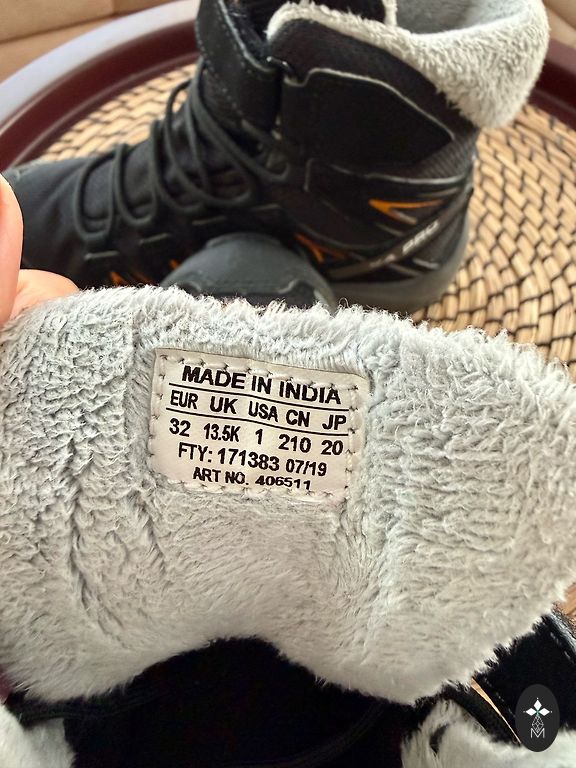 MADE IN INDIA
EUR UK USA CN JP
32 13.5K 1 210 20
FTY: 171383 07/19
ART NO. 406511